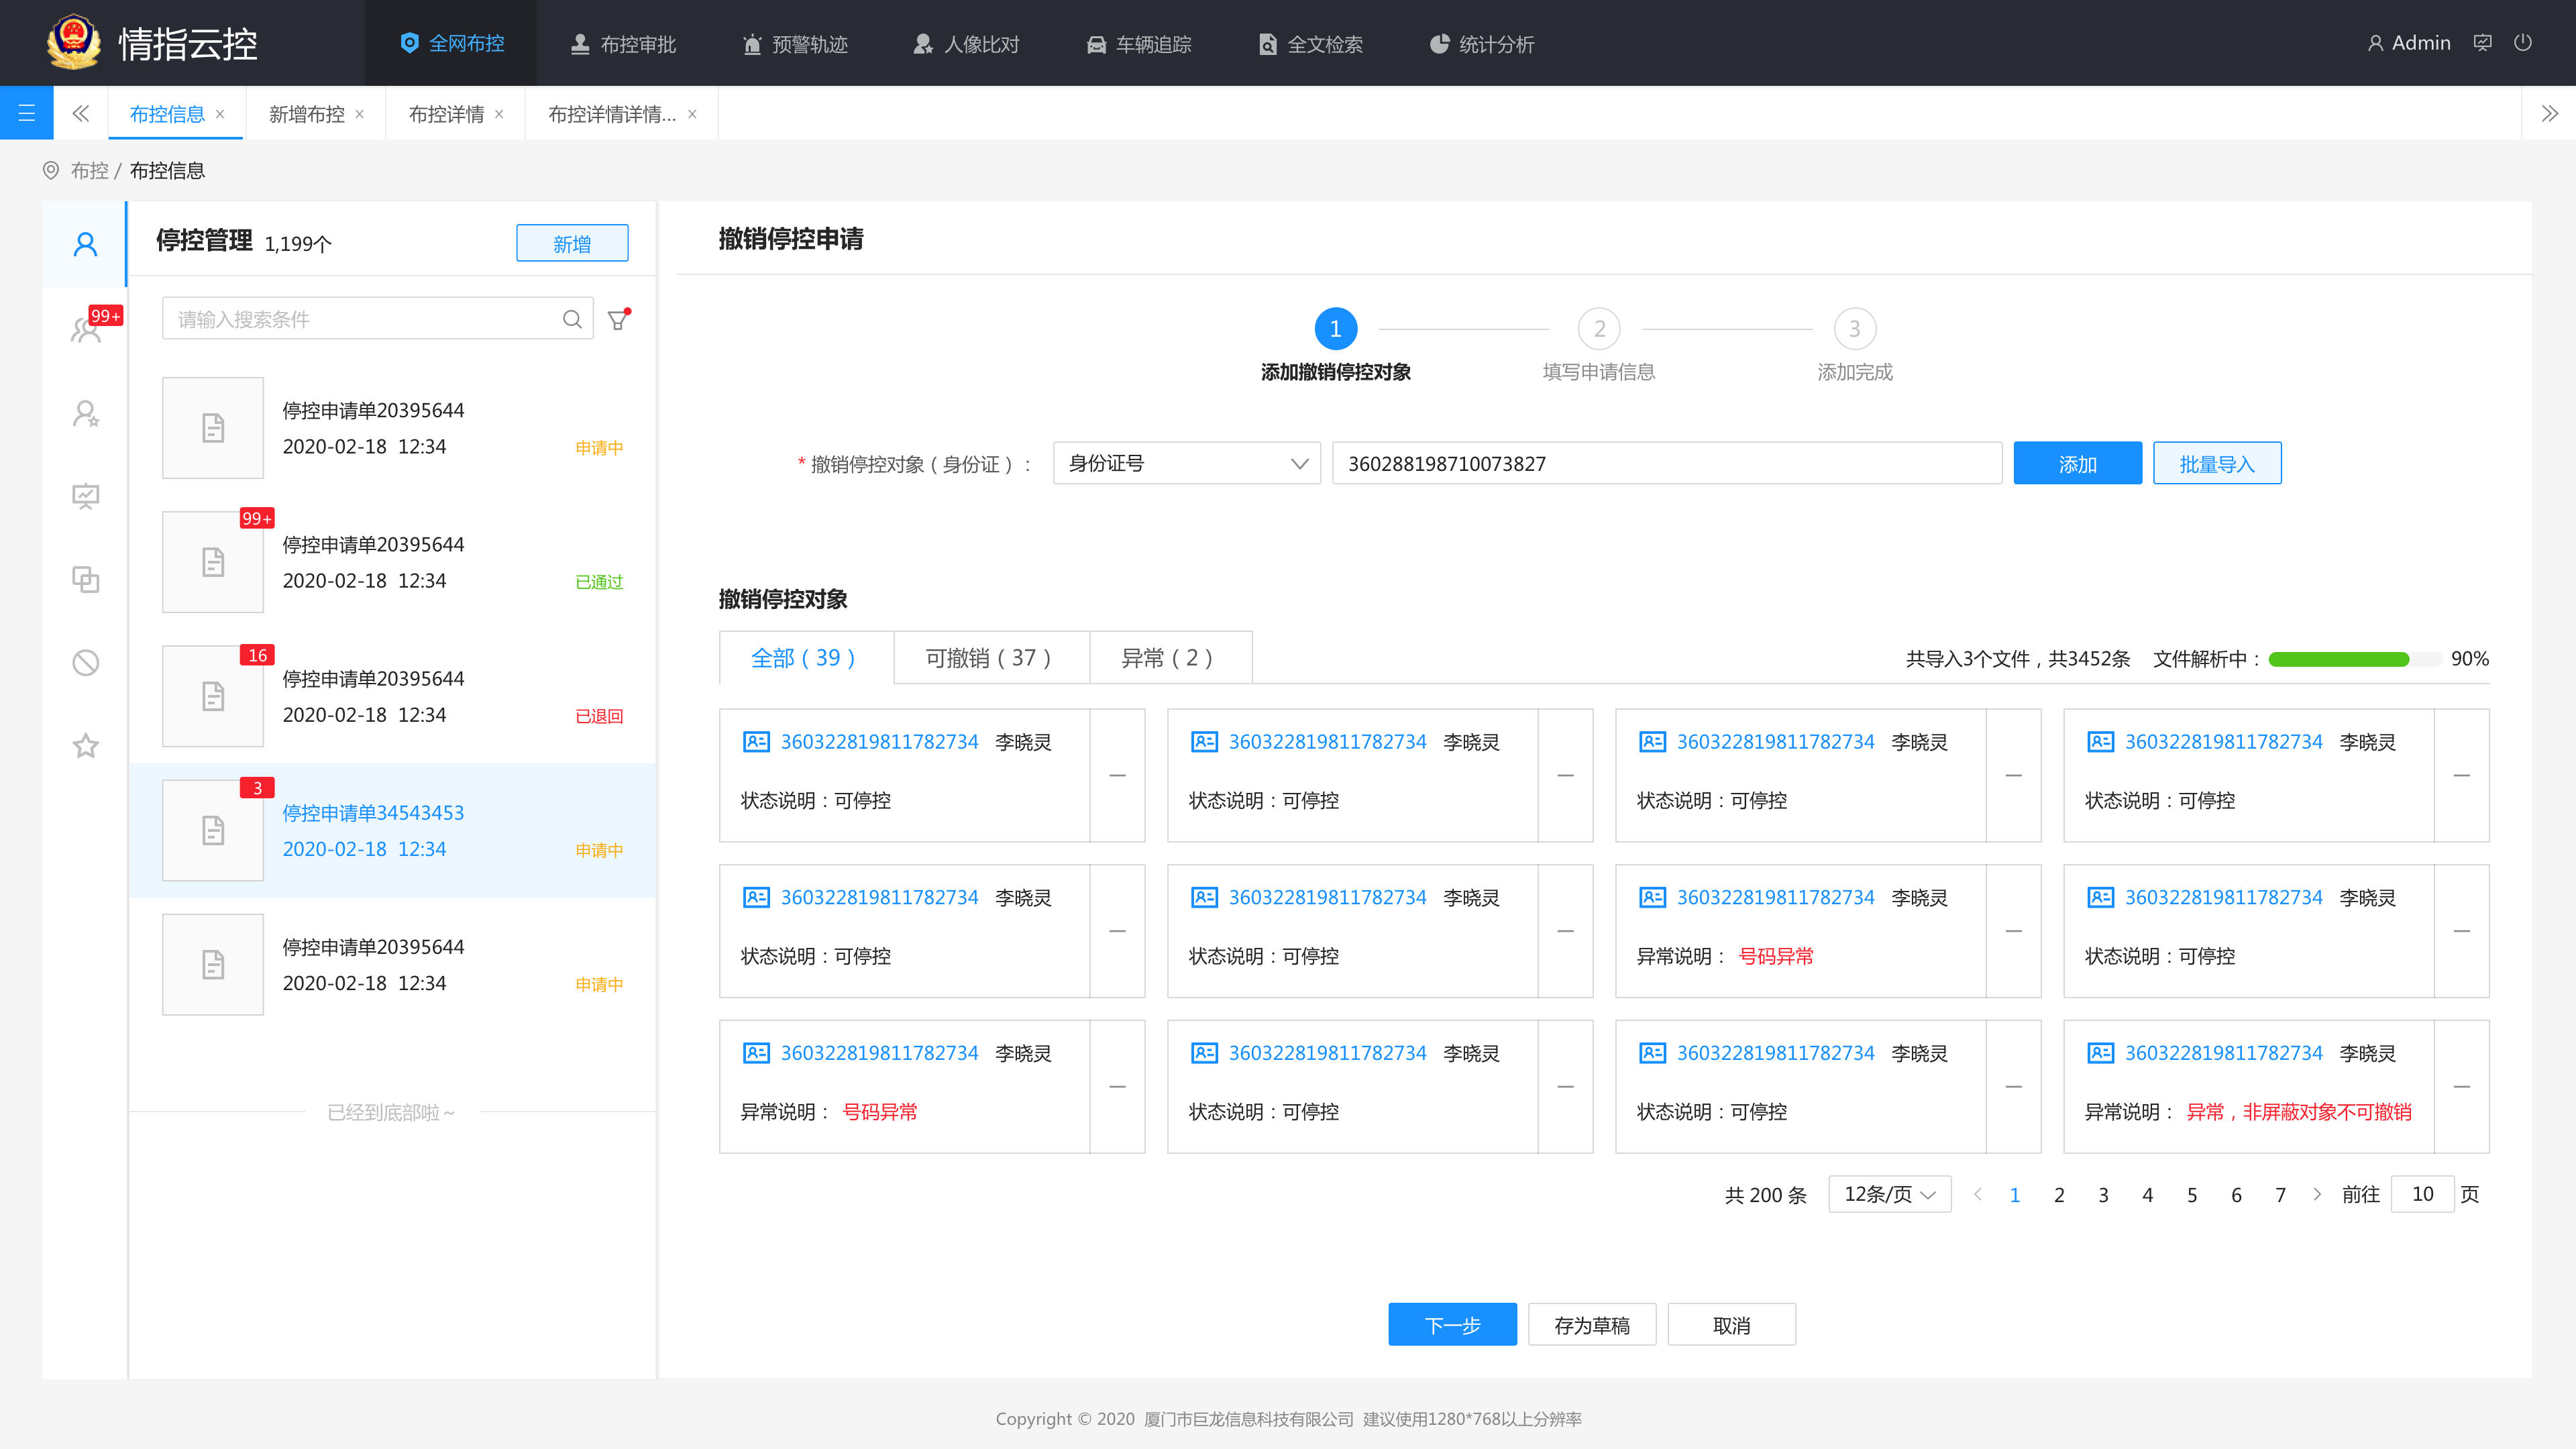 情指云控
全网布控
布控审批
预警轨迹
人像比对
车辆追踪
全文检索
统计分析
Admin
布控信息 ×
新增布控 ×
布控详情 ×
布控详情详情... ×
布控 / 布控信息
99+
停控管理 1,199个
新增
请输入搜索条件
停控申请单20395644
2020-02-18 12:34
申请中
99+
停控申请单20395644
2020-02-18 12:34
已通过
16
停控申请单20395644
2020-02-18 12:34
已退回
3
停控申请单34543453
2020-02-18 12:34
申请中
停控申请单20395644
2020-02-18 12:34
申请中
已经到底部啦~
撤销停控申请
1
2
3
添加撤销停控对象
填写申请信息
添加完成
* 撤销停控对象（身份证）：
身份证号
360288198710073827
添加
批量导入
撤销停控对象
全部（39）
可撤销（37）
异常（2）
共导入3个文件，共3452条
文件解析中：
90%
360322819811782734 李晓灵
状态说明：可停控
360322819811782734 李晓灵
状态说明：可停控
360322819811782734 李晓灵
状态说明：可停控
360322819811782734 李晓灵
状态说明：可停控
360322819811782734 李晓灵
状态说明：可停控
360322819811782734 李晓灵
状态说明：可停控
360322819811782734 李晓灵
异常说明： 号码异常
360322819811782734 李晓灵
状态说明：可停控
360322819811782734 李晓灵
异常说明： 号码异常
360322819811782734 李晓灵
状态说明：可停控
360322819811782734 李晓灵
状态说明：可停控
360322819811782734 李晓灵
异常说明： 异常，非屏蔽对象不可撤销
共 200 条 12条/页 1 2 3 4 5 6 7 前往 10 页
下一步
存为草稿
取消
Copyright © 2020 厦门市巨龙信息科技有限公司 建议使用1280*768以上分辨率